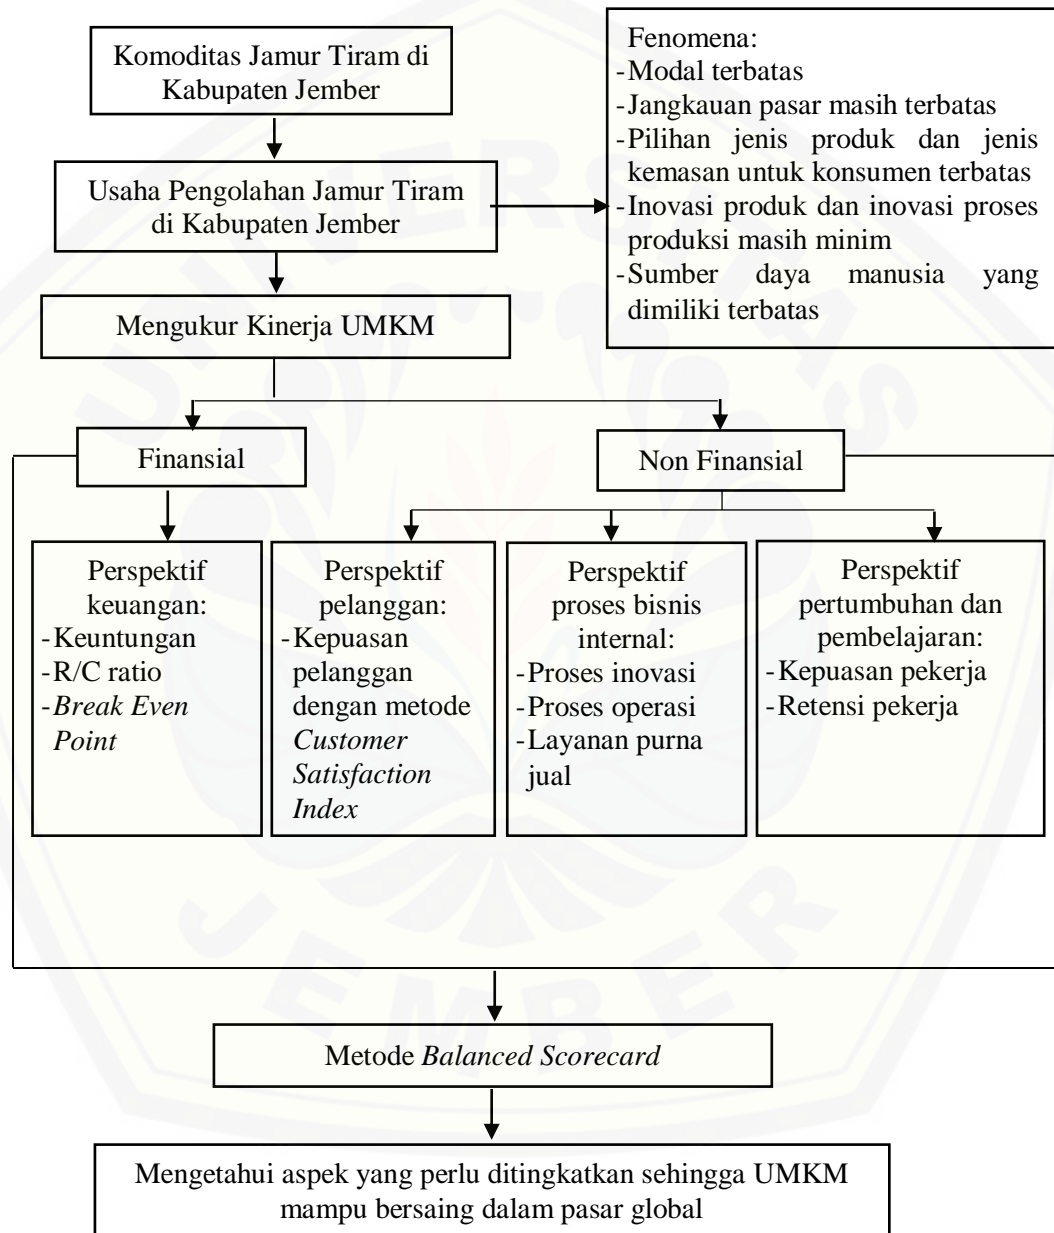 Komoditas Jamur Tiram di
Kabupaten Jember
Fenomena:
-Modal terbatas
-Jangkauan pasar masih terbatas
-Pilihan jenis produk dan jenis
kemasan untuk konsumen terbatas
-Inovasi produk dan inovasi proses
produksi masih minim
-Sumber daya manusia yang
dimiliki terbatas
Usaha Pengolahan Jamur Tiram
di Kabupaten Jember
Mengukur Kinerja UMKM
Finansial
Non Finansial
Perspektif
keuangan:
-Keuntungan
-R/C ratio
-Break Even
Point
Perspektif
pelanggan:
-Kepuasan
pelanggan
dengan metode
Customer
Satisfaction
Index
Perspektif
proses bisnis
internal:
-Proses inovasi
-Proses operasi
-Layanan purna
jual
Perspektif
pertumbuhan dan
pembelajaran:
-Kepuasan pekerja
-Retensi pekerja
Metode Balanced Scorecard
Mengetahui aspek yang perlu ditingkatkan sehingga UMKM
mampu bersaing dalam pasar global
UNIVERSITAS
JEMBER